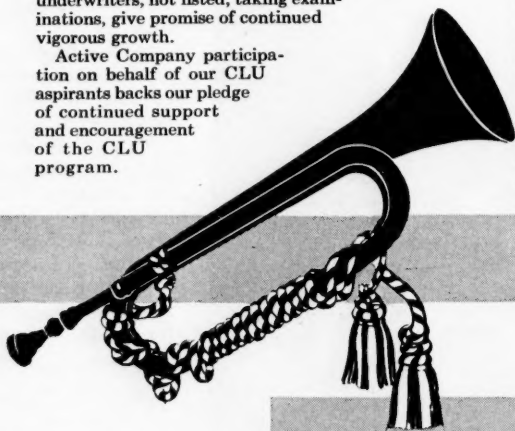 underwriters, not listed, taking exam-
inations, give promise of continued
vigorous growth.
Active Company participa-
tion on behalf of our CLU
aspirants backs our pledge
of continued support
and encouragement
of the CLU
program.